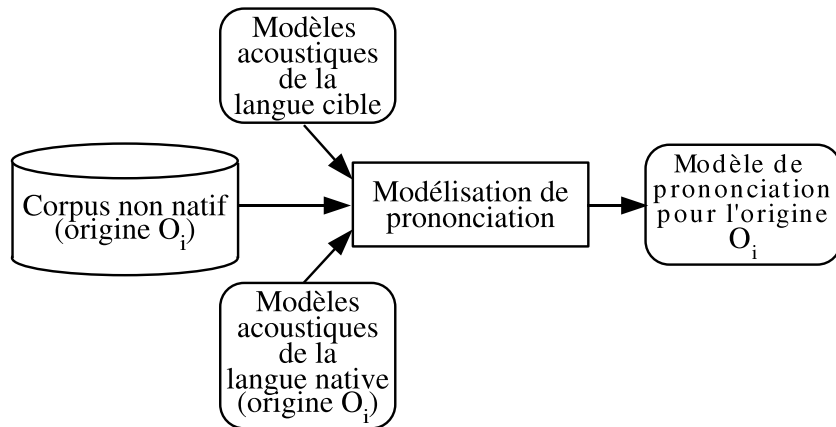 Modèles
acoustiques
de la
langue cible
Corpus non natif
(origine Oi)
Modélisation de
prononciation
Modèle de
prononciation
pour l'origine
Oi
Modèles
acoustiques
de la
langue native
(origine Oi)